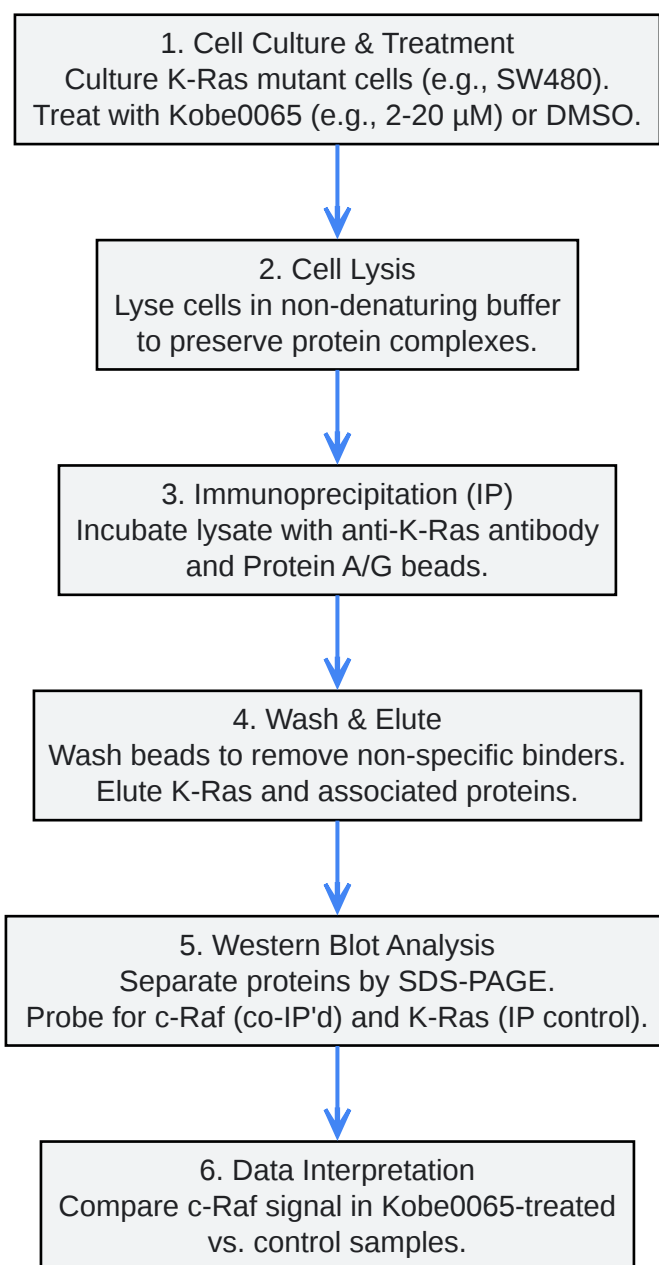 1. Cell Culture & Treatment
Culture K-Ras mutant cells (e.g., SW480).
Treat with Kobe0065 (e.g., 2-20 µM) or DMSO.
2. Cell Lysis
Lyse cells in non-denaturing buffer
to preserve protein complexes.
3. Immunoprecipitation (IP)
Incubate lysate with anti-K-Ras antibody
and Protein A/G beads.
4. Wash & Elute
Wash beads to remove non-specific binders.
Elute K-Ras and associated proteins.
5. Western Blot Analysis
Separate proteins by SDS-PAGE.
Probe for c-Raf (co-IP'd) and K-Ras (IP control).
6. Data Interpretation
Compare c-Raf signal in Kobe0065-treated
vs. control samples.